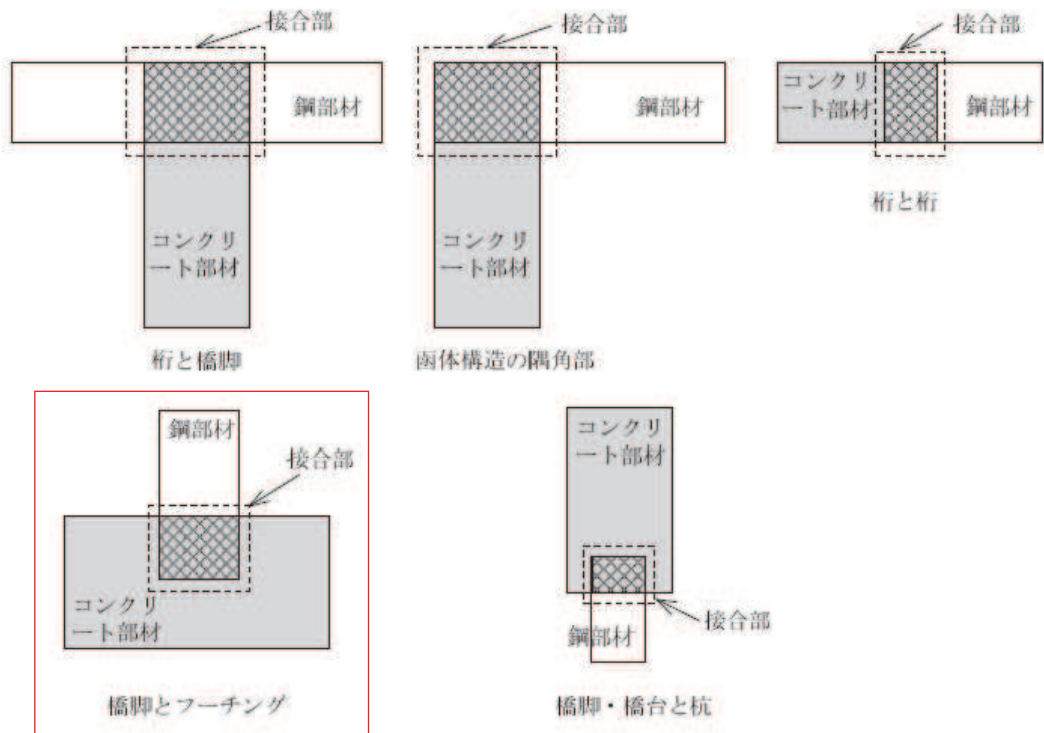 接合部
鋼部材
コンクリ
ート部材
桁と橋脚
接合部
鋼部材
コンクリ
ート部材
函体構造の隅角部
接合部
コンクリ
ート部材
鋼部材
桁と桁
鋼部材
接合部
コンクリ
ート部材
橋脚とフーチング
コンクリ
ート部材
接合部
鋼部材
橋脚・橋台と杭